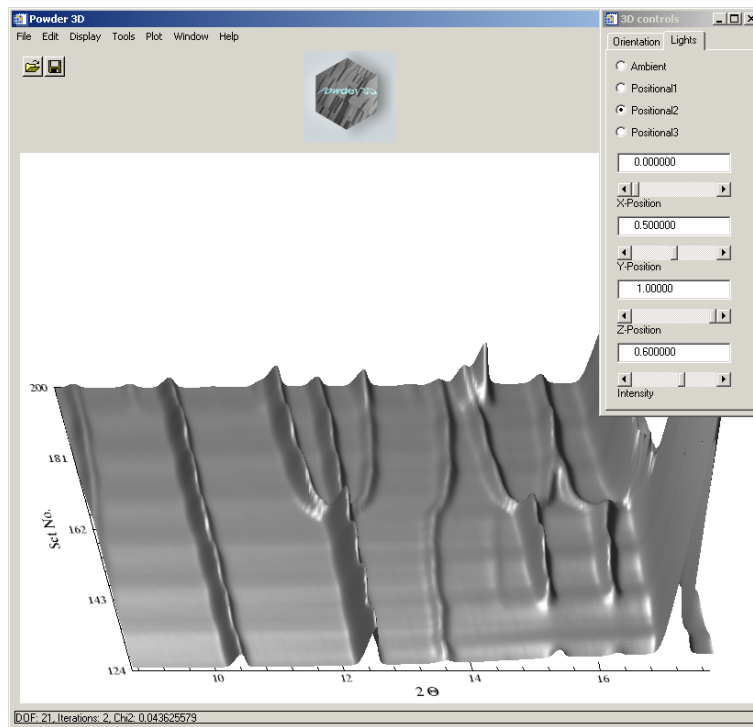 Powder 3D
File Edit Display Tools Plot Window Help
Powder 3D
3D controls
Orientation Lights
Ambient
Positional1
Positional2
Positional3
0.000000
X-Position
0.500000
Y-Position
1.00000
Z-Position
0.600000
Intensity
200
181
162
143
124
Set No.
10 12 14 16
2 Θ
DOF: 21, Iterations: 2, Chi2: 0.043625579